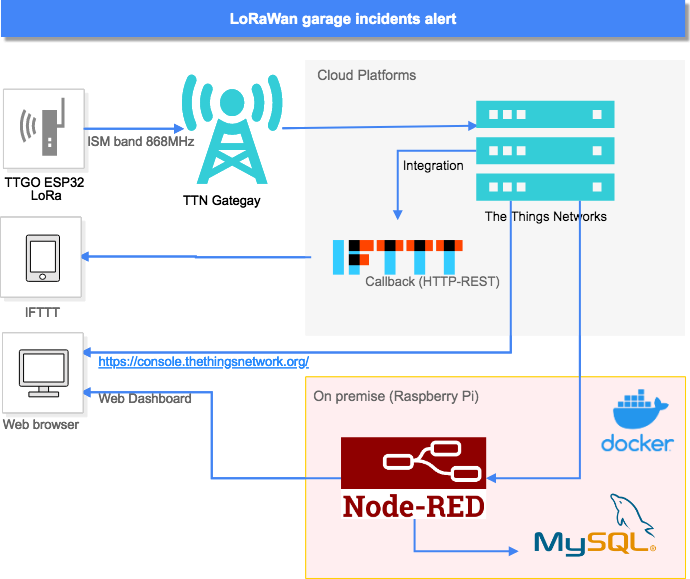 LoRaWan garage incidents alert
Cloud Platforms
ISM band 868MHz
TTGO ESP32
LoRa
TTN Gategay
Integration
The Things Networks
IFTTT
Callback (HTTP-REST)
IFTTT
https://console.thethingsnetwork.org/
Web browser
Web Dashboard
On premise (Raspberry Pi)
docker
Node-RED
MySQL